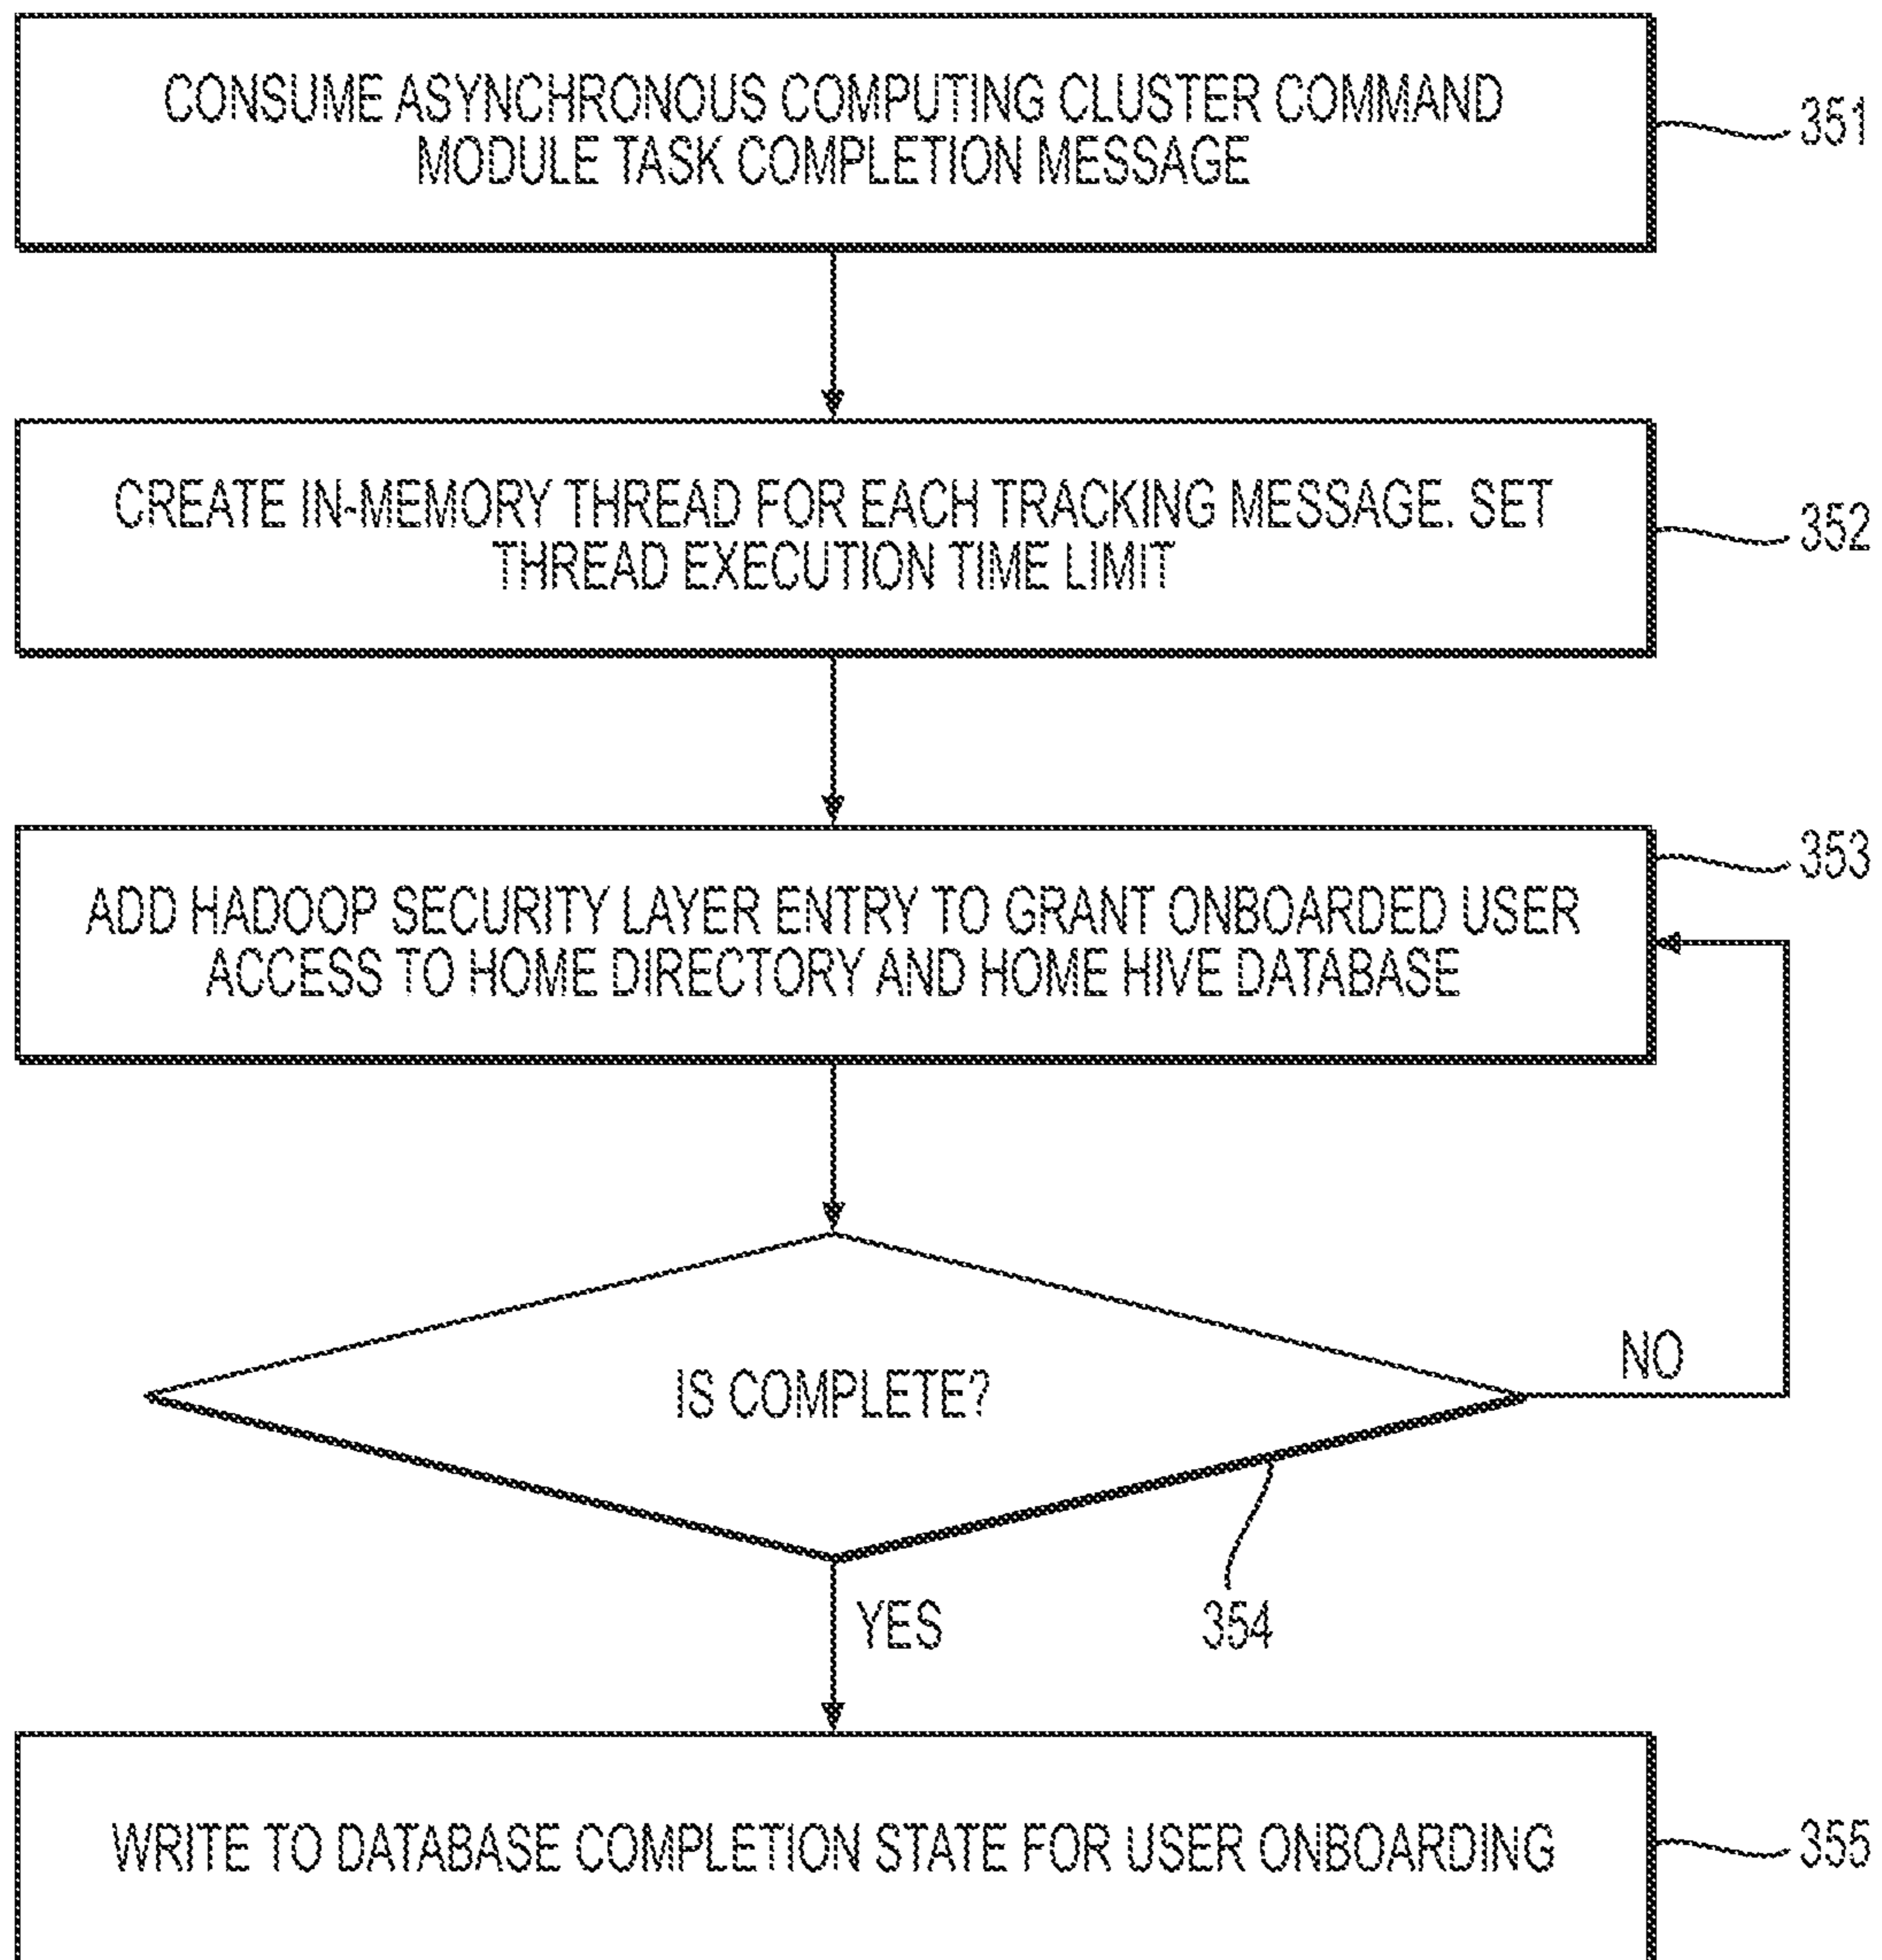 CONSUME ASYNCHRONOUS COMPUTING CLUSTER COMMAND
MODULE TASK COMPLETION MESSAGE
351
CREATE IN-MEMORY THREAD FOR EACH TRACKING MESSAGE. SET
THREAD EXECUTION TIME LIMIT
352
353
ADD HADOOP SECURITY LAYER ENTRY TO GRANT ONBOARDED USER
ACCESS TO HOME DIRECTORY AND HOME HIVE DATABASE
NO
IS COMPLETE?
YES
354
WRITE TO DATABASE COMPLETION STATE FOR USER ONBOARDING
355